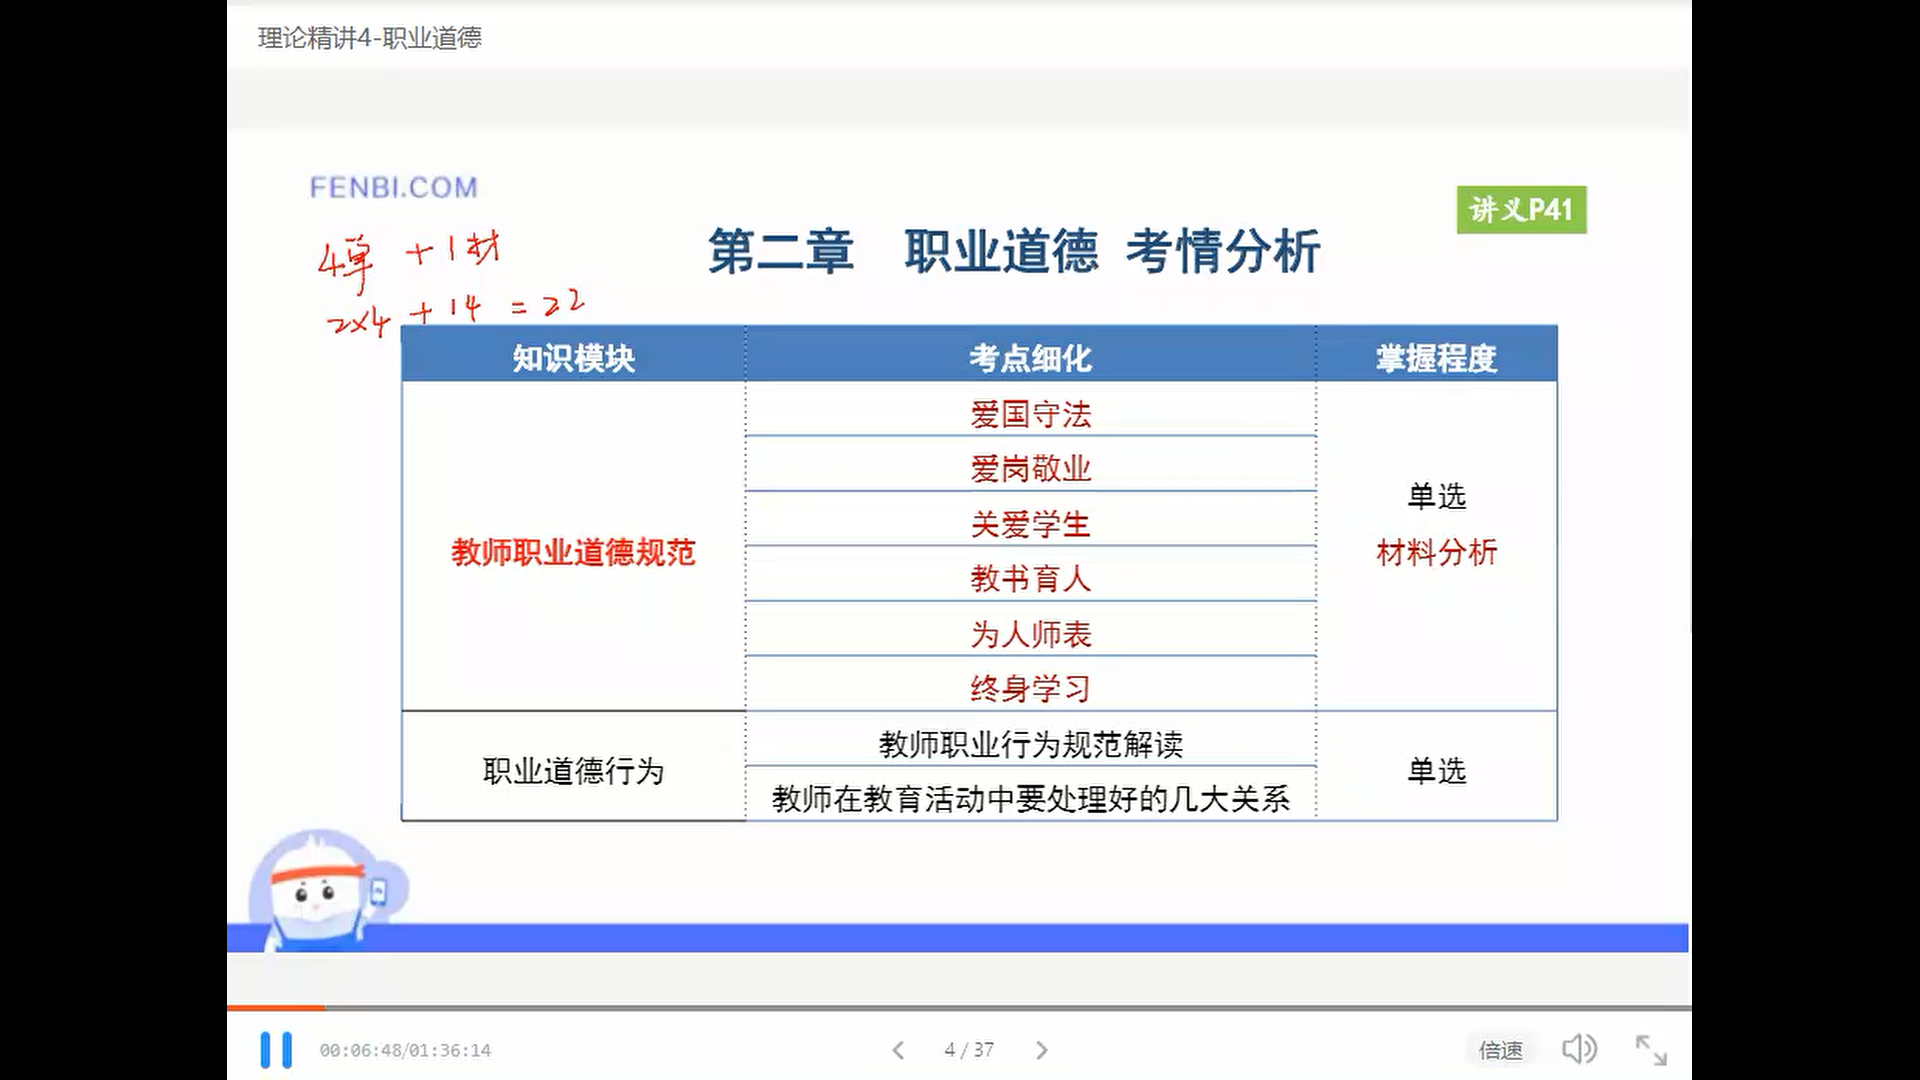 理论精讲4-职业道德
FENBI.COM
讲义P41
4单 +1材
2×4 +14 =22
第二章 职业道德 考情分析
知识模块 考点细化 掌握程度
爱国守法
爱岗敬业
关爱学生
教书育人
为人师表
终身学习
教师职业道德规范
单选
材料分析
职业道德行为
教师职业行为规范解读
教师在教育活动中要处理好的几大关系
单选
00:06:48/01:36:14
4 / 37
倍速